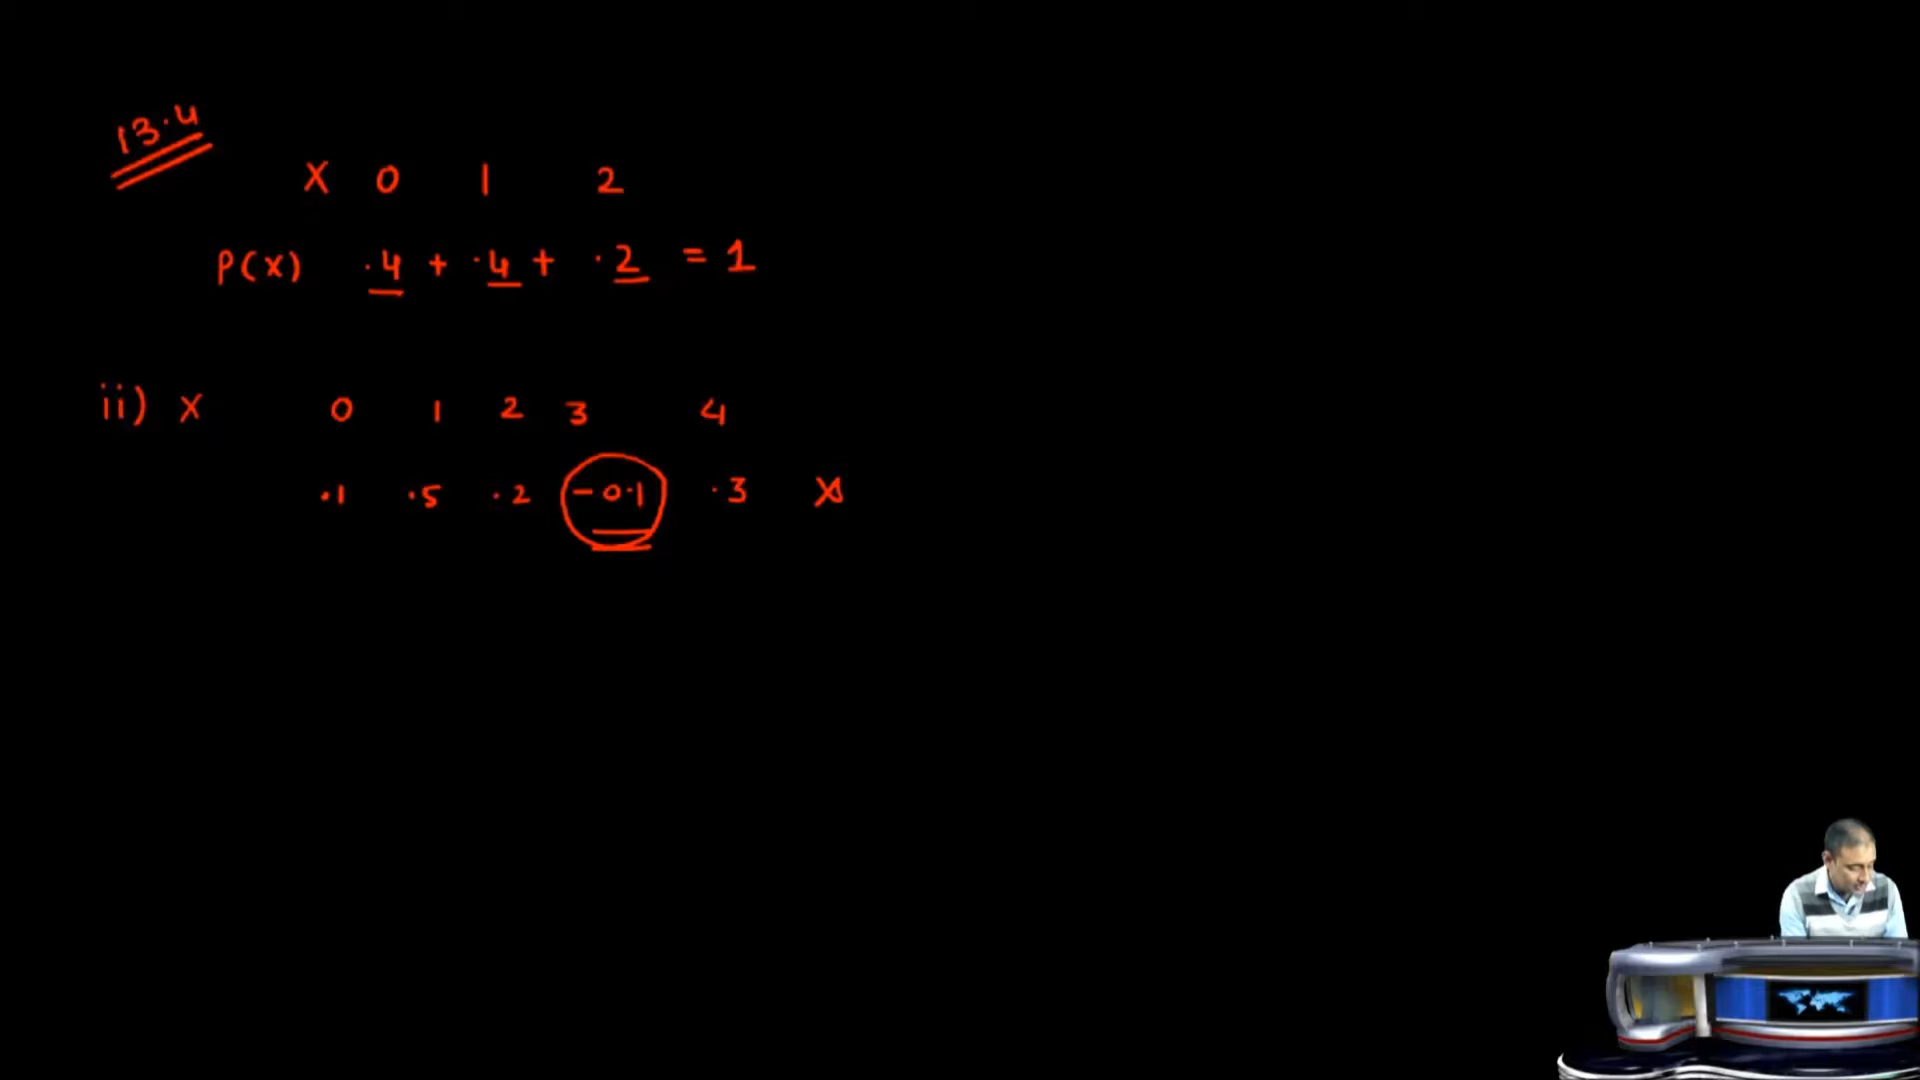 13.4
X 0 1 2
P(X) .4 + .4 + .2 = 1
ii) X 0 1 2 3 4
.1 .5 .2 -0.1 .3 X